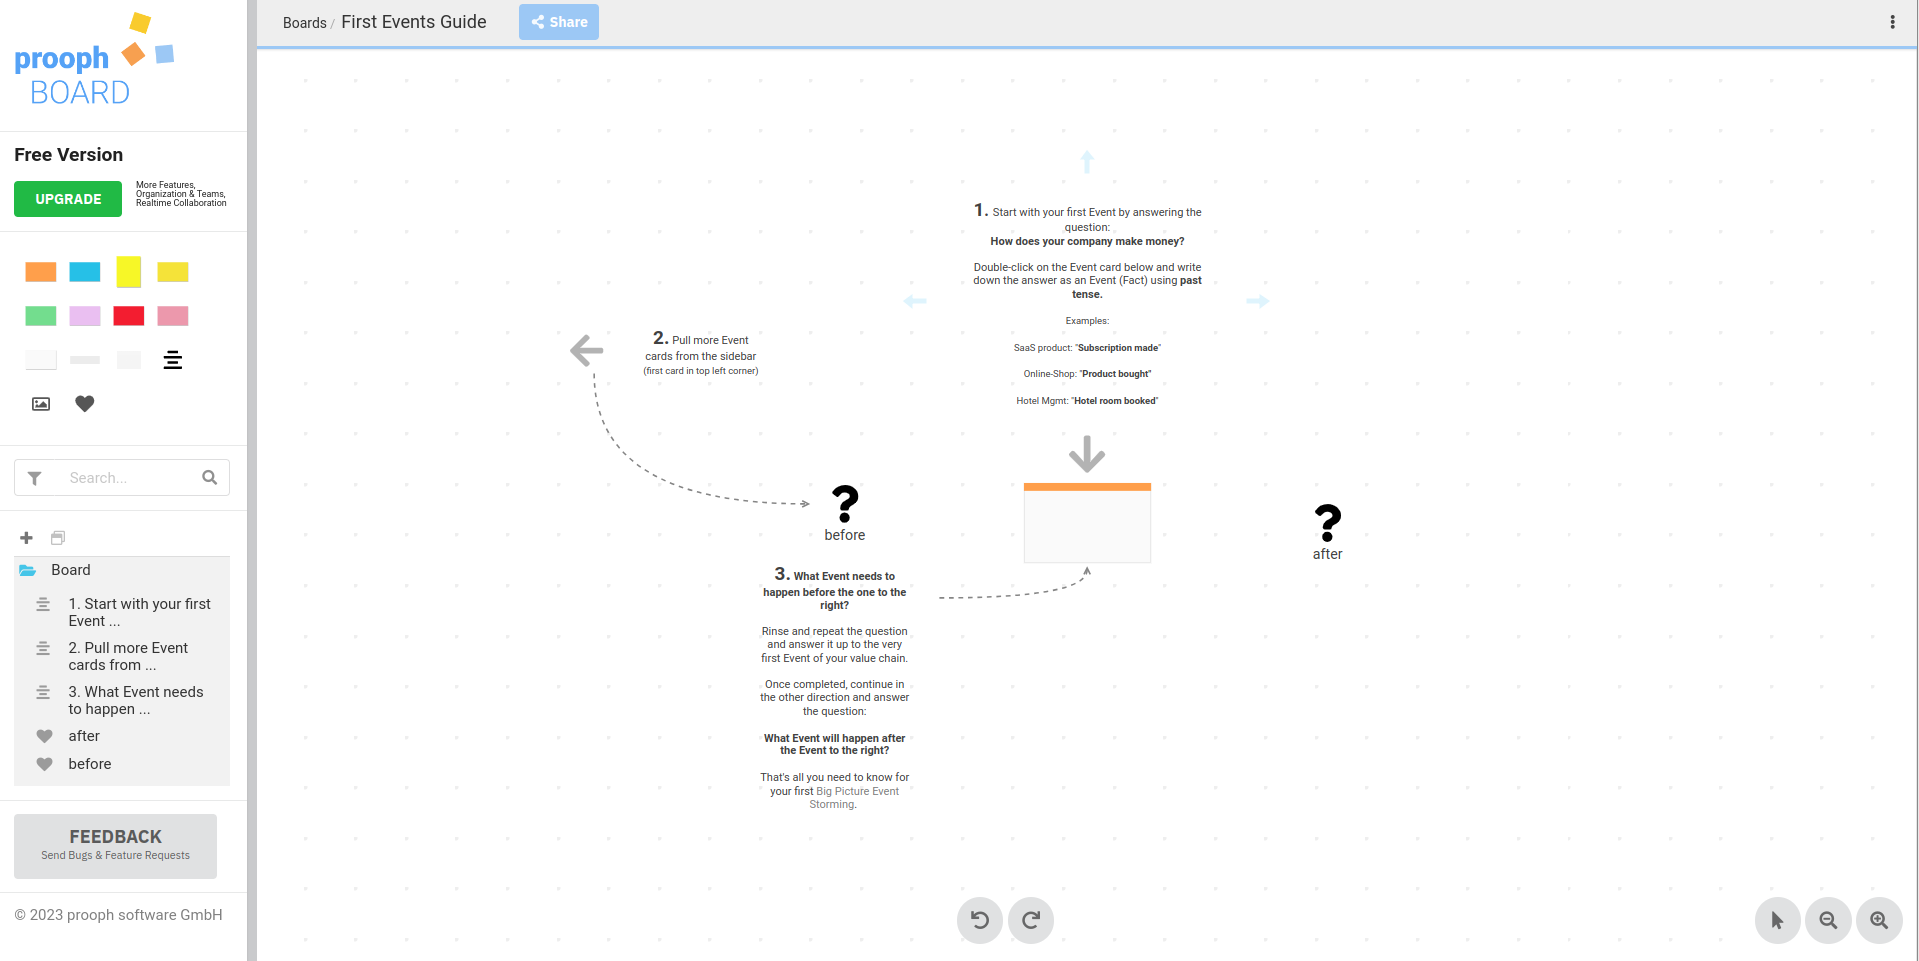 prooph
BOARD
Free Version
UPGRADE
More Features,
Organization & Teams,
Realtime Collaboration
Search...
Board
1. Start with your first
Event ...
2. Pull more Event
cards from ...
3. What Event needs
to happen ...
after
before
FEEDBACK
Send Bugs & Feature Requests
© 2023 prooph software GmbH
Boards / First Events Guide
Share
1. Start with your first Event by answering the
question:
How does your company make money?
Double-click on the Event card below and write
down the answer as an Event (Fact) using past
tense.
Examples:
SaaS product: "Subscription made"
Online-Shop: "Product bought"
Hotel Mgmt: "Hotel room booked"
2. Pull more Event
cards from the sidebar
(first card in top left corner)
before
after
3. What Event needs to
happen before the one to the
right?
Rinse and repeat the question
and answer it up to the very
first Event of your value chain.
Once completed, continue in
the other direction and answer
the question:
What Event will happen after
the Event to the right?
That's all you need to know for
your first Big Picture Event
Storming.